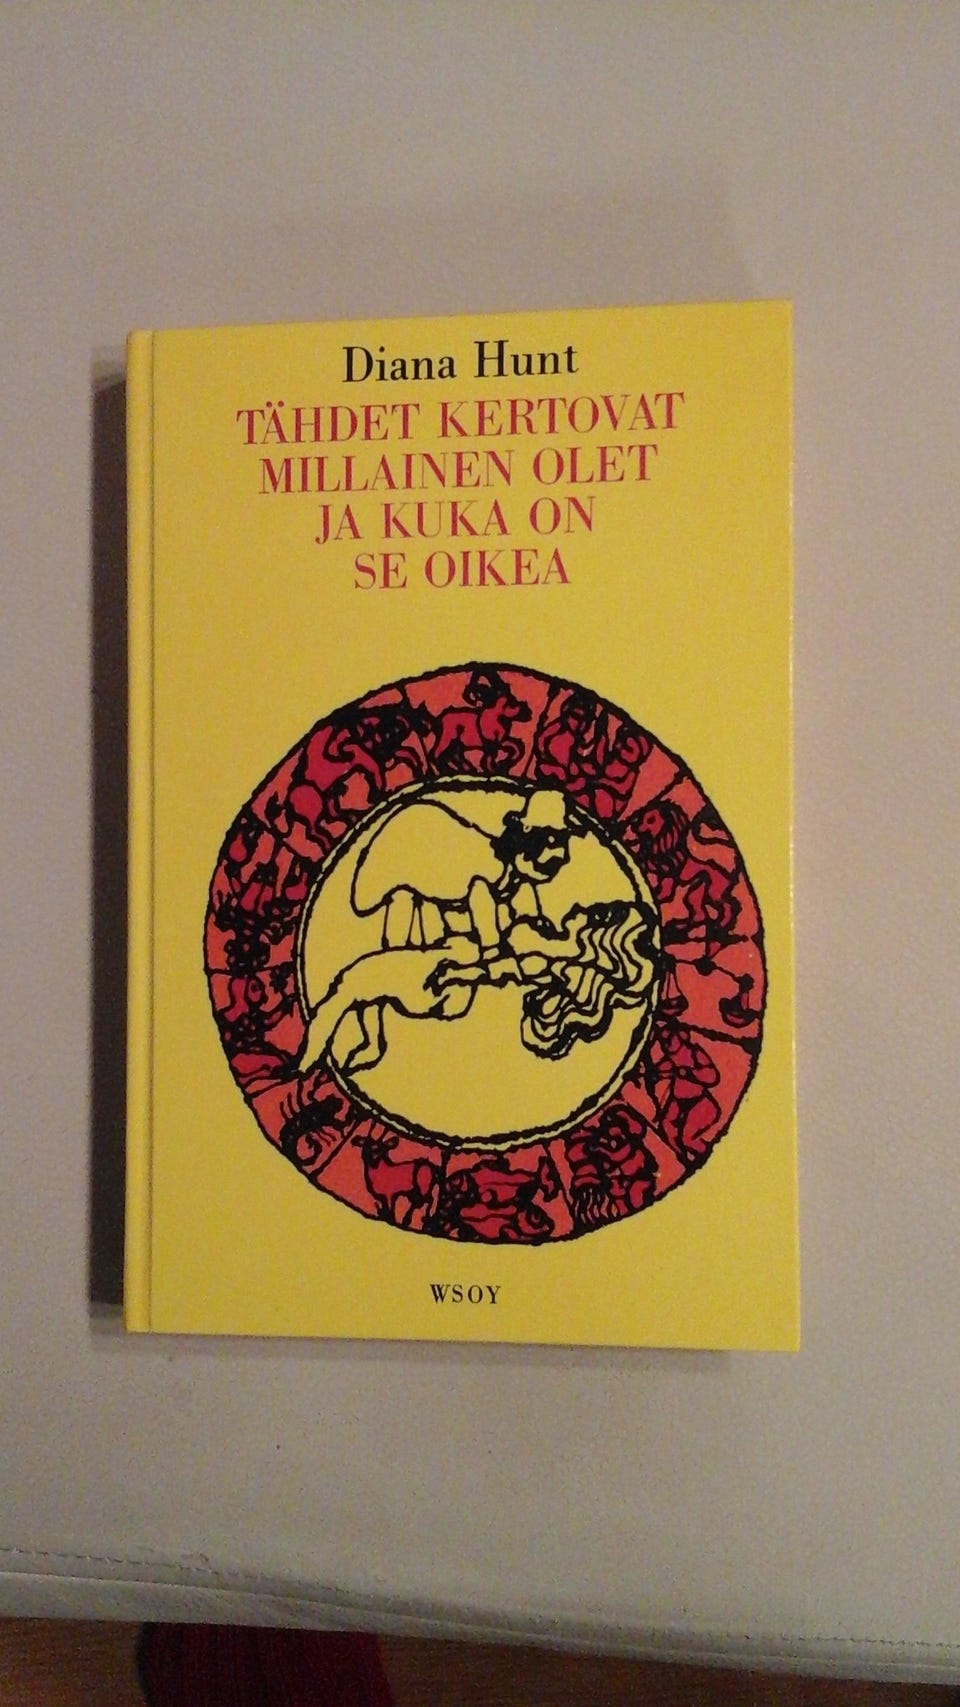 Diana Hunt
TÄHDET KERTOVAT
MILLAINEN OLET
JA KUKA ON
SE OIKEA
WSOY